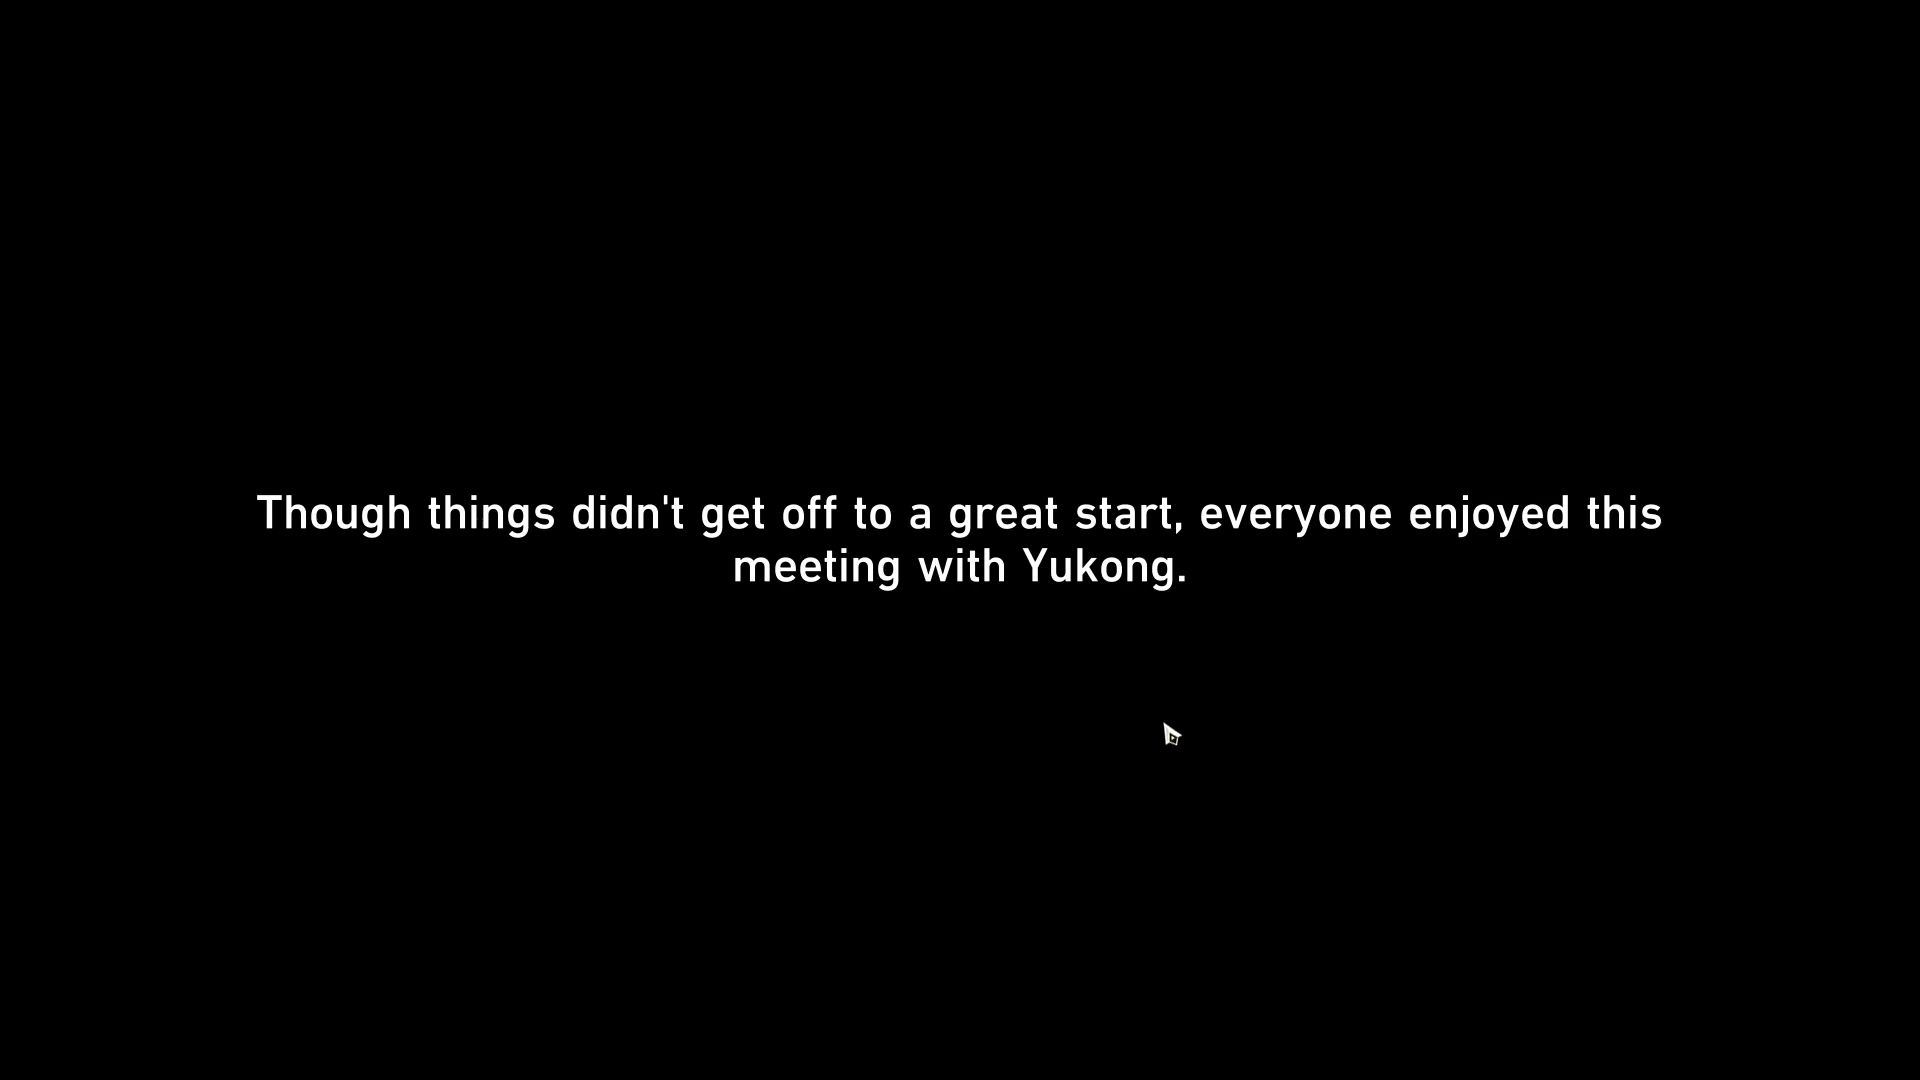 Though things didn't get off to a great start, everyone enjoyed this
meeting with Yukong.